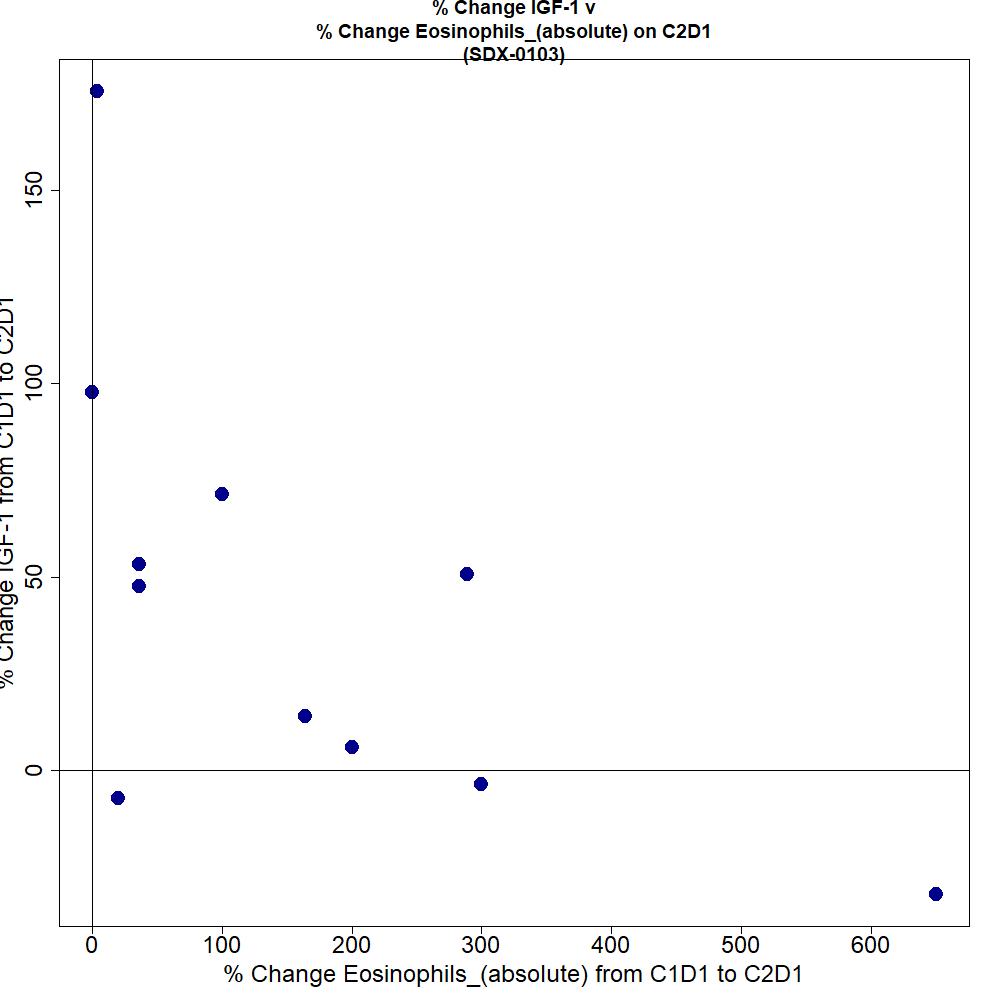 % Change IGF-1 v
% Change Eosinophils_(absolute) on C2D1
(SDX-0103)
% Change IGF-1 from C1D1 to C2D1
150
100
50
0
0 100 200 300 400 500 600
% Change Eosinophils_(absolute) from C1D1 to C2D1